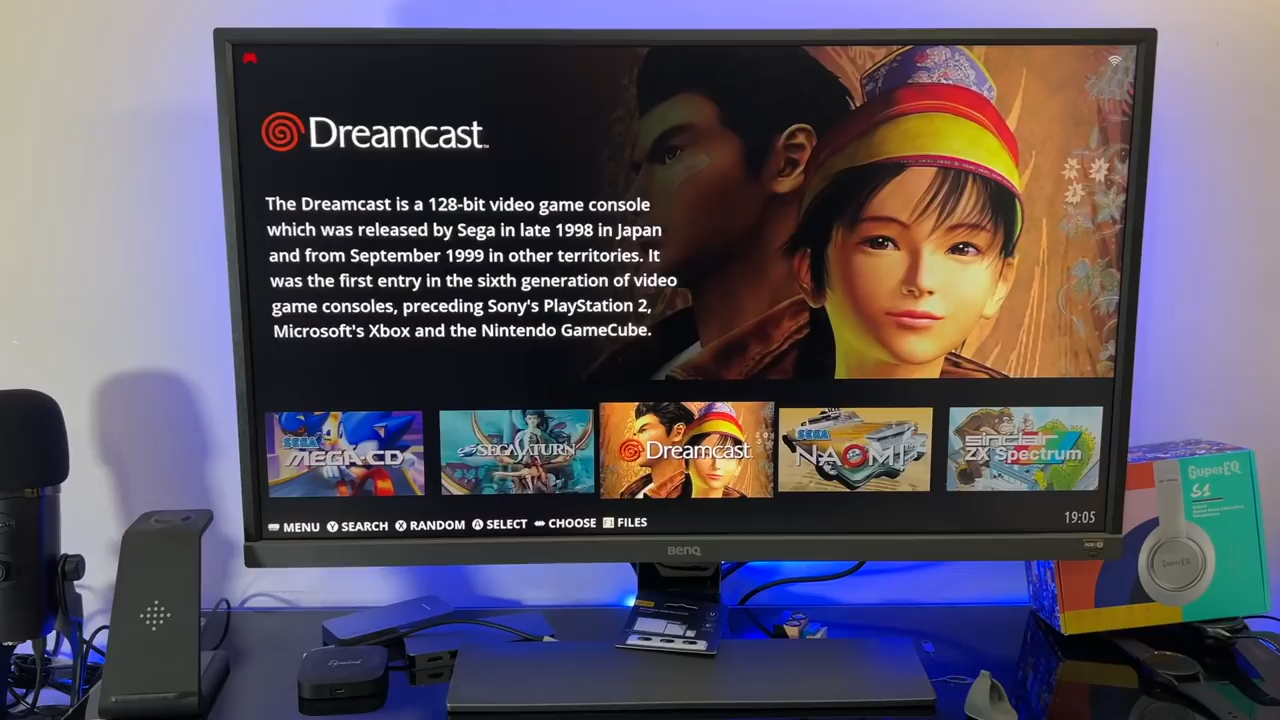 Dreamcast™
The Dreamcast is a 128-bit video game console
which was released by Sega in late 1998 in Japan
and from September 1999 in other territories. It
was the first entry in the sixth generation of video
game consoles, preceding Sony's PlayStation 2,
Microsoft's Xbox and the Nintendo GameCube.
SEGA
MEGA-CD
SEGA SATURN
Dreamcast
SEGA
NAOMI
sinclair
ZX Spectrum
MENU Y SEARCH X RANDOM A SELECT CHOOSE FILES
19:05
BenQ
SuperEQ
S1
SuperEQ